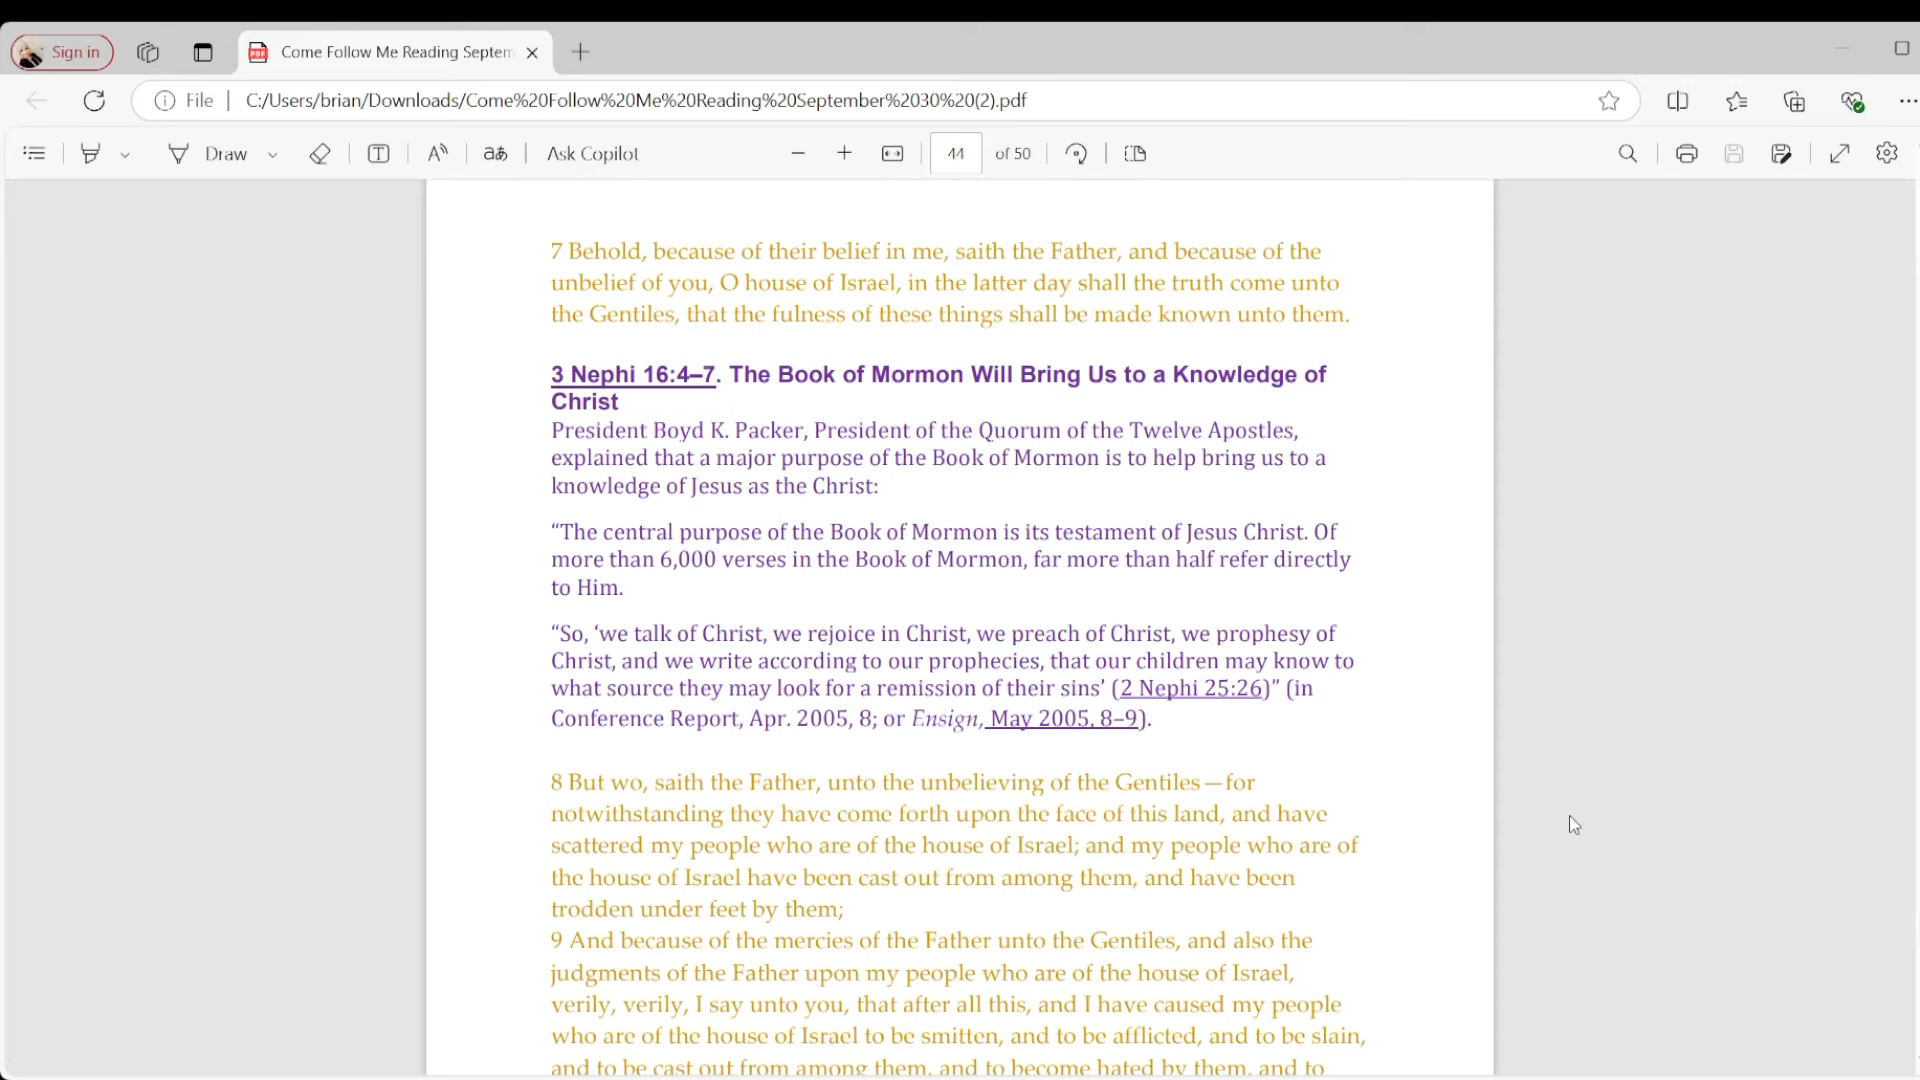 Sign in
Come Follow Me Reading Septem
File
C:/Users/brian/Downloads/Come%20Follow%20Me%20Reading%20September%2030%20(2).pdf
Draw
Ask Copilot
44 of 50
7 Behold, because of their belief in me, saith the Father, and because of the
unbelief of you, O house of Israel, in the latter day shall the truth come unto
the Gentiles, that the fulness of these things shall be made known unto them.
3 Nephi 16:4–7. The Book of Mormon Will Bring Us to a Knowledge of
Christ
President Boyd K. Packer, President of the Quorum of the Twelve Apostles,
explained that a major purpose of the Book of Mormon is to help bring us to a
knowledge of Jesus as the Christ:
“The central purpose of the Book of Mormon is its testament of Jesus Christ. Of
more than 6,000 verses in the Book of Mormon, far more than half refer directly
to Him.
“So, ‘we talk of Christ, we rejoice in Christ, we preach of Christ, we prophesy of
Christ, and we write according to our prophecies, that our children may know to
what source they may look for a remission of their sins’ (2 Nephi 25:26)” (in
Conference Report, Apr. 2005, 8; or Ensign, May 2005, 8–9).
8 But wo, saith the Father, unto the unbelieving of the Gentiles—for
notwithstanding they have come forth upon the face of this land, and have
scattered my people who are of the house of Israel; and my people who are of
the house of Israel have been cast out from among them, and have been
trodden under feet by them;
9 And because of the mercies of the Father unto the Gentiles, and also the
judgments of the Father upon my people who are of the house of Israel,
verily, verily, I say unto you, that after all this, and I have caused my people
who are of the house of Israel to be smitten, and to be afflicted, and to be slain,
and to be cast out from among them, and to become hated by them, and to